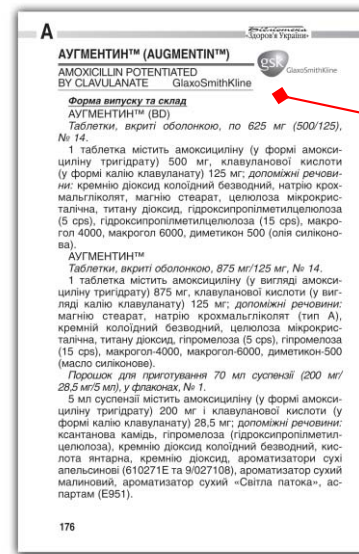 A
Бібліотека
«Здоров'я України»
АУГМЕНТИН™ (AUGMENTIN™)
gsk GlaxoSmithKline
AMOXICILLIN POTENTIATED
BY CLAVULANATE GlaxoSmithKline
Форма випуску та склад
АУГМЕНТИН™ (BD)
Таблетки, вкриті оболонкою, по 625 мг (500/125),
№ 14.
1 таблетка містить амоксициліну (у формі амокси-
циліну тригідрату) 500 мг, клавуланової кислоти
(у формі калію клавуланату) 125 мг; допоміжні речови-
ни: кремнію діоксид колоїдний безводний, натрію крох-
мальгліколят, магнію стеарат, целюлоза мікрокрис-
талічна, титану діоксид, гідроксипропілметилцелюлоза
(5 cps), гідроксипропілметилцелюлоза (15 cps), макро-
гол 4000, макрогол 6000, диметикон 500 (олія силіконо-
ва).
АУГМЕНТИН™
Таблетки, вкриті оболонкою, 875 мг/125 мг, № 14.
1 таблетка містить амоксициліну (у вигляді амокси-
циліну тригідрату) 875 мг, клавуланової кислоти (у виг-
ляді калію клавуланату) 125 мг; допоміжні речовини:
магнію стеарат, натрію крохмальгліколят (тип А),
кремній колоїдний безводний, целюлоза мікрокрис-
талічна, титану діоксид, гіпромелоза (5 cps), гіпромелоза
(15 cps), макрогол-4000, макрогол-6000, диметикон-500
(масло силіконове).
Порошок для приготування 70 мл суспензії (200 мг/
28,5 мг/5 мл), у флаконах, № 1.
5 мл суспензії містить амоксициліну (у формі амокси-
циліну тригідрату) 200 мг і клавуланової кислоти (у
формі калію клавуланату) 28,5 мг; допоміжні речовини:
ксантанова камідь, гіпромелоза (гідроксипропілметил-
целюлоза), кремнію діоксид колоїдний безводний, кис-
лота янтарна, кремнію діоксид, ароматизатори сухі
апельсинові (610271E та 9/027108), ароматизатор сухий
малиновий, ароматизатор сухий «Світла патока», ас-
партам (E951).
176